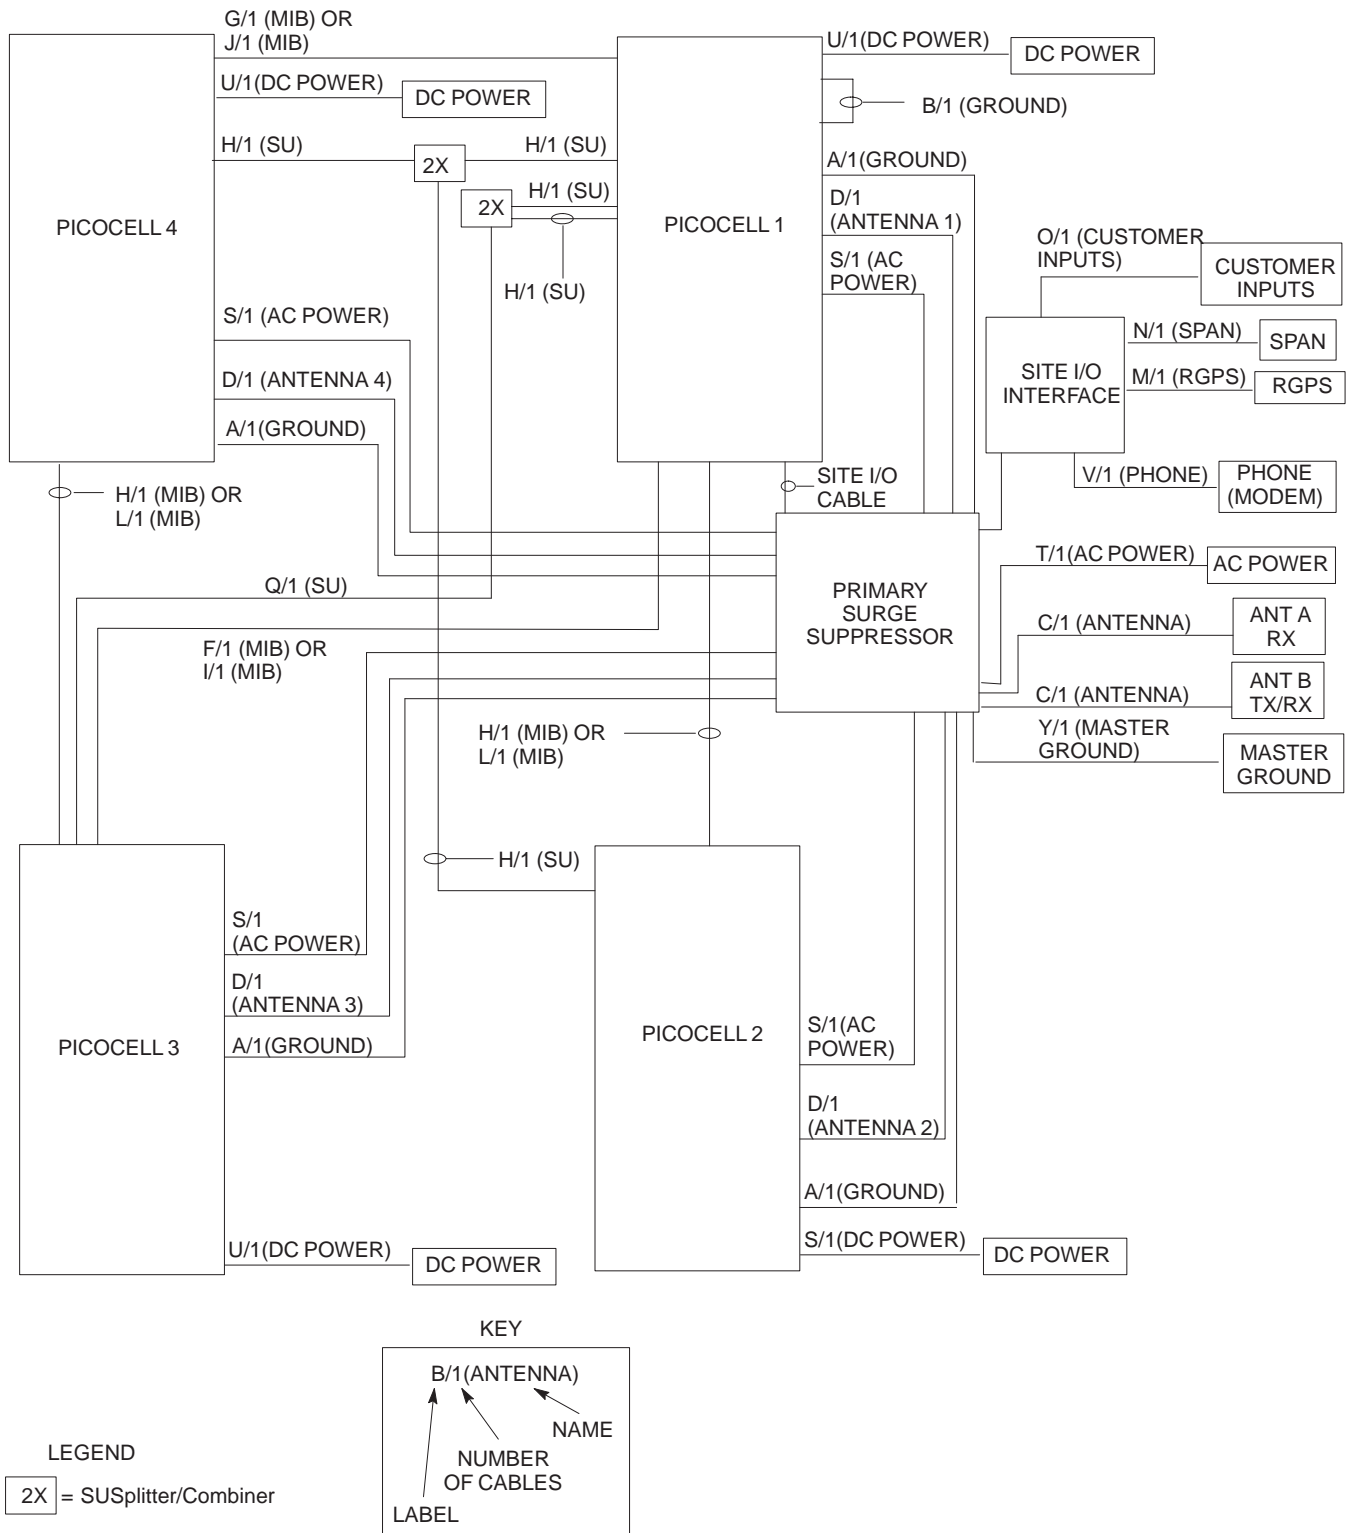 G/1 (MIB) OR
J/1 (MIB)
U/1(DC POWER)
DC POWER
U/1(DC POWER)
DC POWER
B/1 (GROUND)
H/1 (SU)
2X
H/1 (SU)
A/1(GROUND)
H/1 (SU)
2X
D/1
(ANTENNA 1)
PICOCELL 4
PICOCELL 1
S/1 (AC
POWER)
H/1 (SU)
O/1 (CUSTOMER
INPUTS)
CUSTOMER
INPUTS
S/1 (AC POWER)
N/1 (SPAN)
SPAN
SITE I/O
INTERFACE
M/1 (RGPS)
RGPS
D/1 (ANTENNA 4)
A/1(GROUND)
SITE I/O
CABLE
V/1 (PHONE)
PHONE
(MODEM)
H/1 (MIB) OR
L/1 (MIB)
T/1(AC POWER)
AC POWER
Q/1 (SU)
PRIMARY
SURGE
SUPPRESSOR
C/1 (ANTENNA)
ANT A
RX
F/1 (MIB) OR
I/1 (MIB)
C/1 (ANTENNA)
ANT B
TX/RX
H/1 (MIB) OR
L/1 (MIB)
Y/1 (MASTER
GROUND)
MASTER
GROUND
H/1 (SU)
S/1
(AC POWER)
D/1
(ANTENNA 3)
PICOCELL 3
A/1(GROUND)
PICOCELL 2
S/1(AC
POWER)
D/1
(ANTENNA 2)
A/1(GROUND)
U/1(DC POWER)
DC POWER
S/1(DC POWER)
DC POWER
KEY
B/1(ANTENNA)
NAME
NUMBER
OF CABLES
LABEL
LEGEND
2X = SUSplitter/Combiner